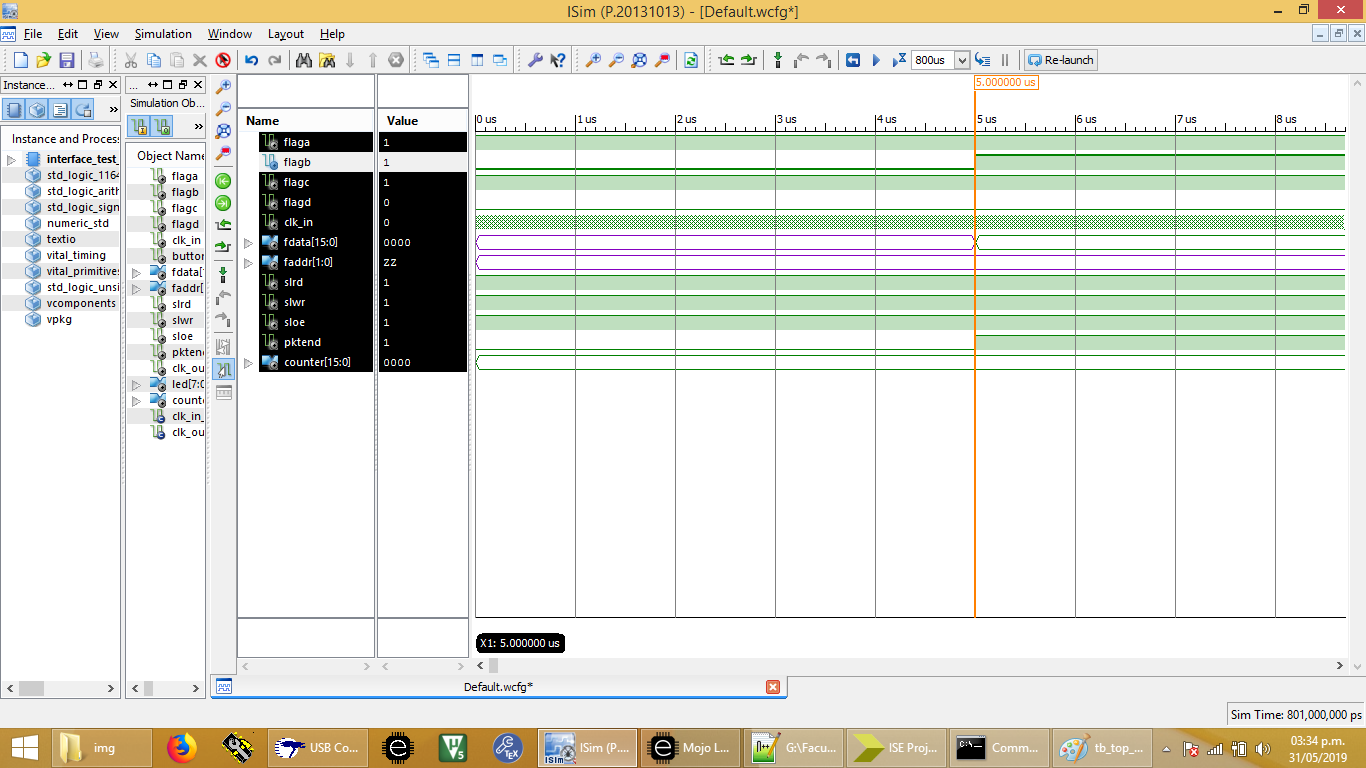 ISim (P.20131013) - [Default.wcfg*]
File Edit View Simulation Window Layout Help
800us Re-launch
Instance...
Instance and Proces
interface_test_
std_logic_1164
std_logic_arith
std_logic_sign
numeric_std
textio
vital_timing
vital_primitives
std_logic_unsi
vcomponents
vpkg
...
Simulation Ob...
Object Name
flaga
flagb
flagc
flagd
clk_in
button
fdata[1
faddr[
slrd
slwr
sloe
pktend
clk_ou
led[7:0
counte
clk_in_
clk_ou
Name Value
flaga 1
flagb 1
flagc 1
flagd 0
clk_in 0
fdata[15:0] 0000
faddr[1:0] ZZ
slrd 1
slwr 1
sloe 1
pktend 1
counter[15:0] 0000
5.000000 us
0 us 1 us 2 us 3 us 4 us 5 us 6 us 7 us 8 us
X1: 5.000000 us
Default.wcfg*
Sim Time: 801,000,000 ps
img
USB Co...
ISim (P....
Mojo L...
G:\Facu...
ISE Proj...
Comm...
tb_top_...
03:34 p.m.
31/05/2019